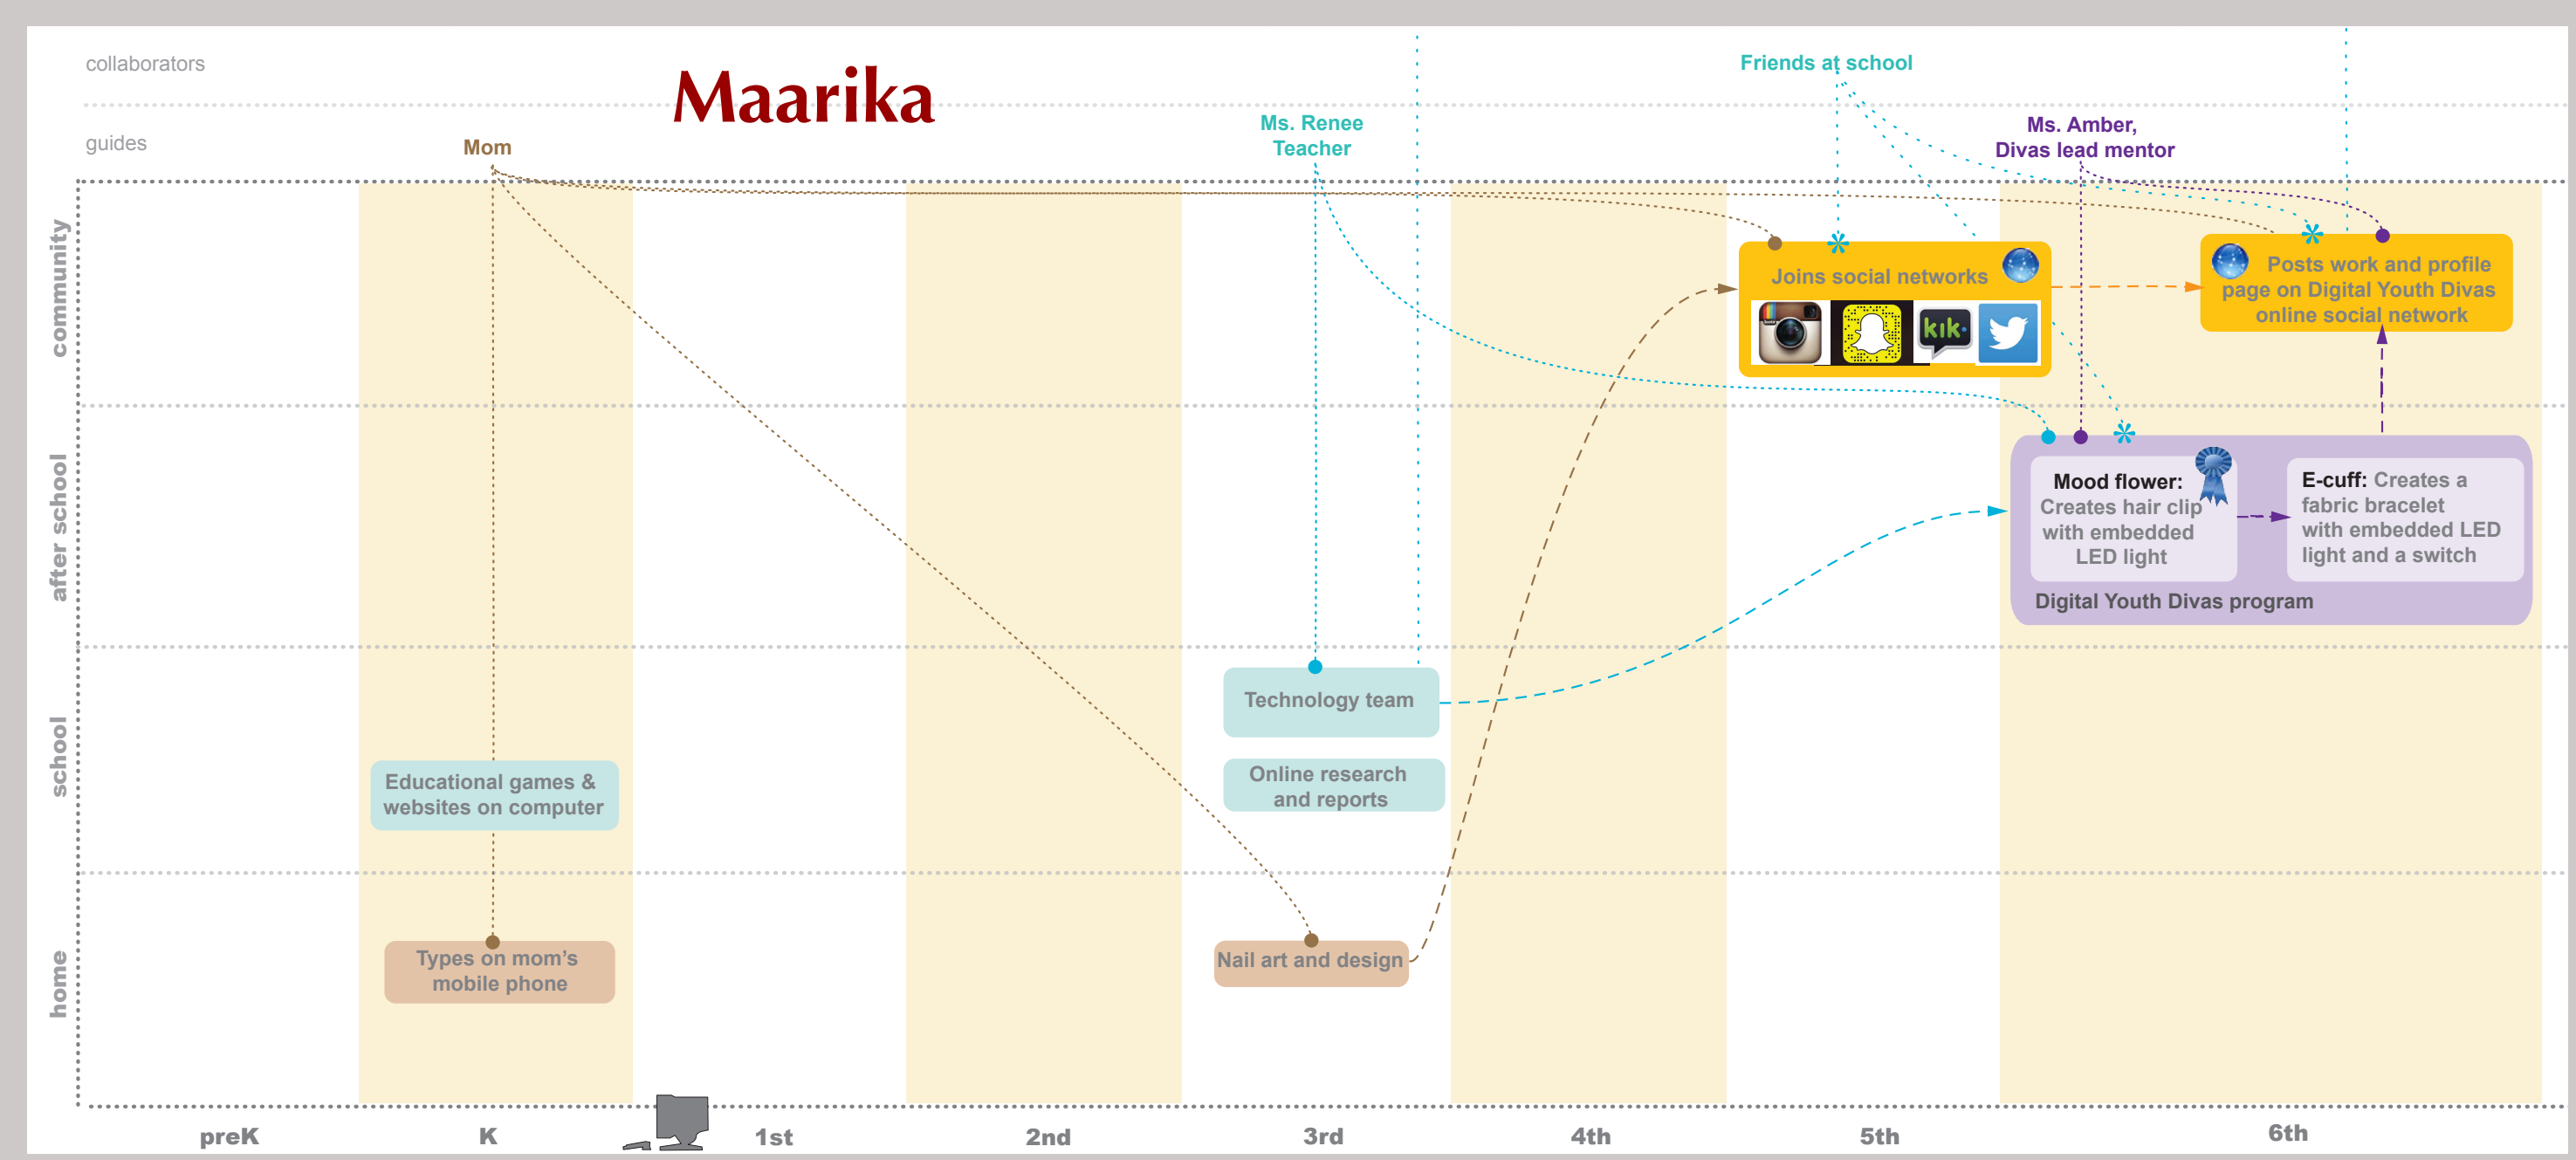 collaborators
Maarika
Friends at school
guides
Mom
Ms. Renee
Teacher
Ms. Amber,
Divas lead mentor
community
Joins social networks
kik
Posts work and profile
page on Digital Youth Divas
online social network
after school
Mood flower:
Creates hair clip
with embedded
LED light
E-cuff: Creates a
fabric bracelet
with embedded LED
light and a switch
Digital Youth Divas program
school
Technology team
Educational games &
websites on computer
Online research
and reports
home
Types on mom's
mobile phone
Nail art and design
preK
K
1st
2nd
3rd
4th
5th
6th